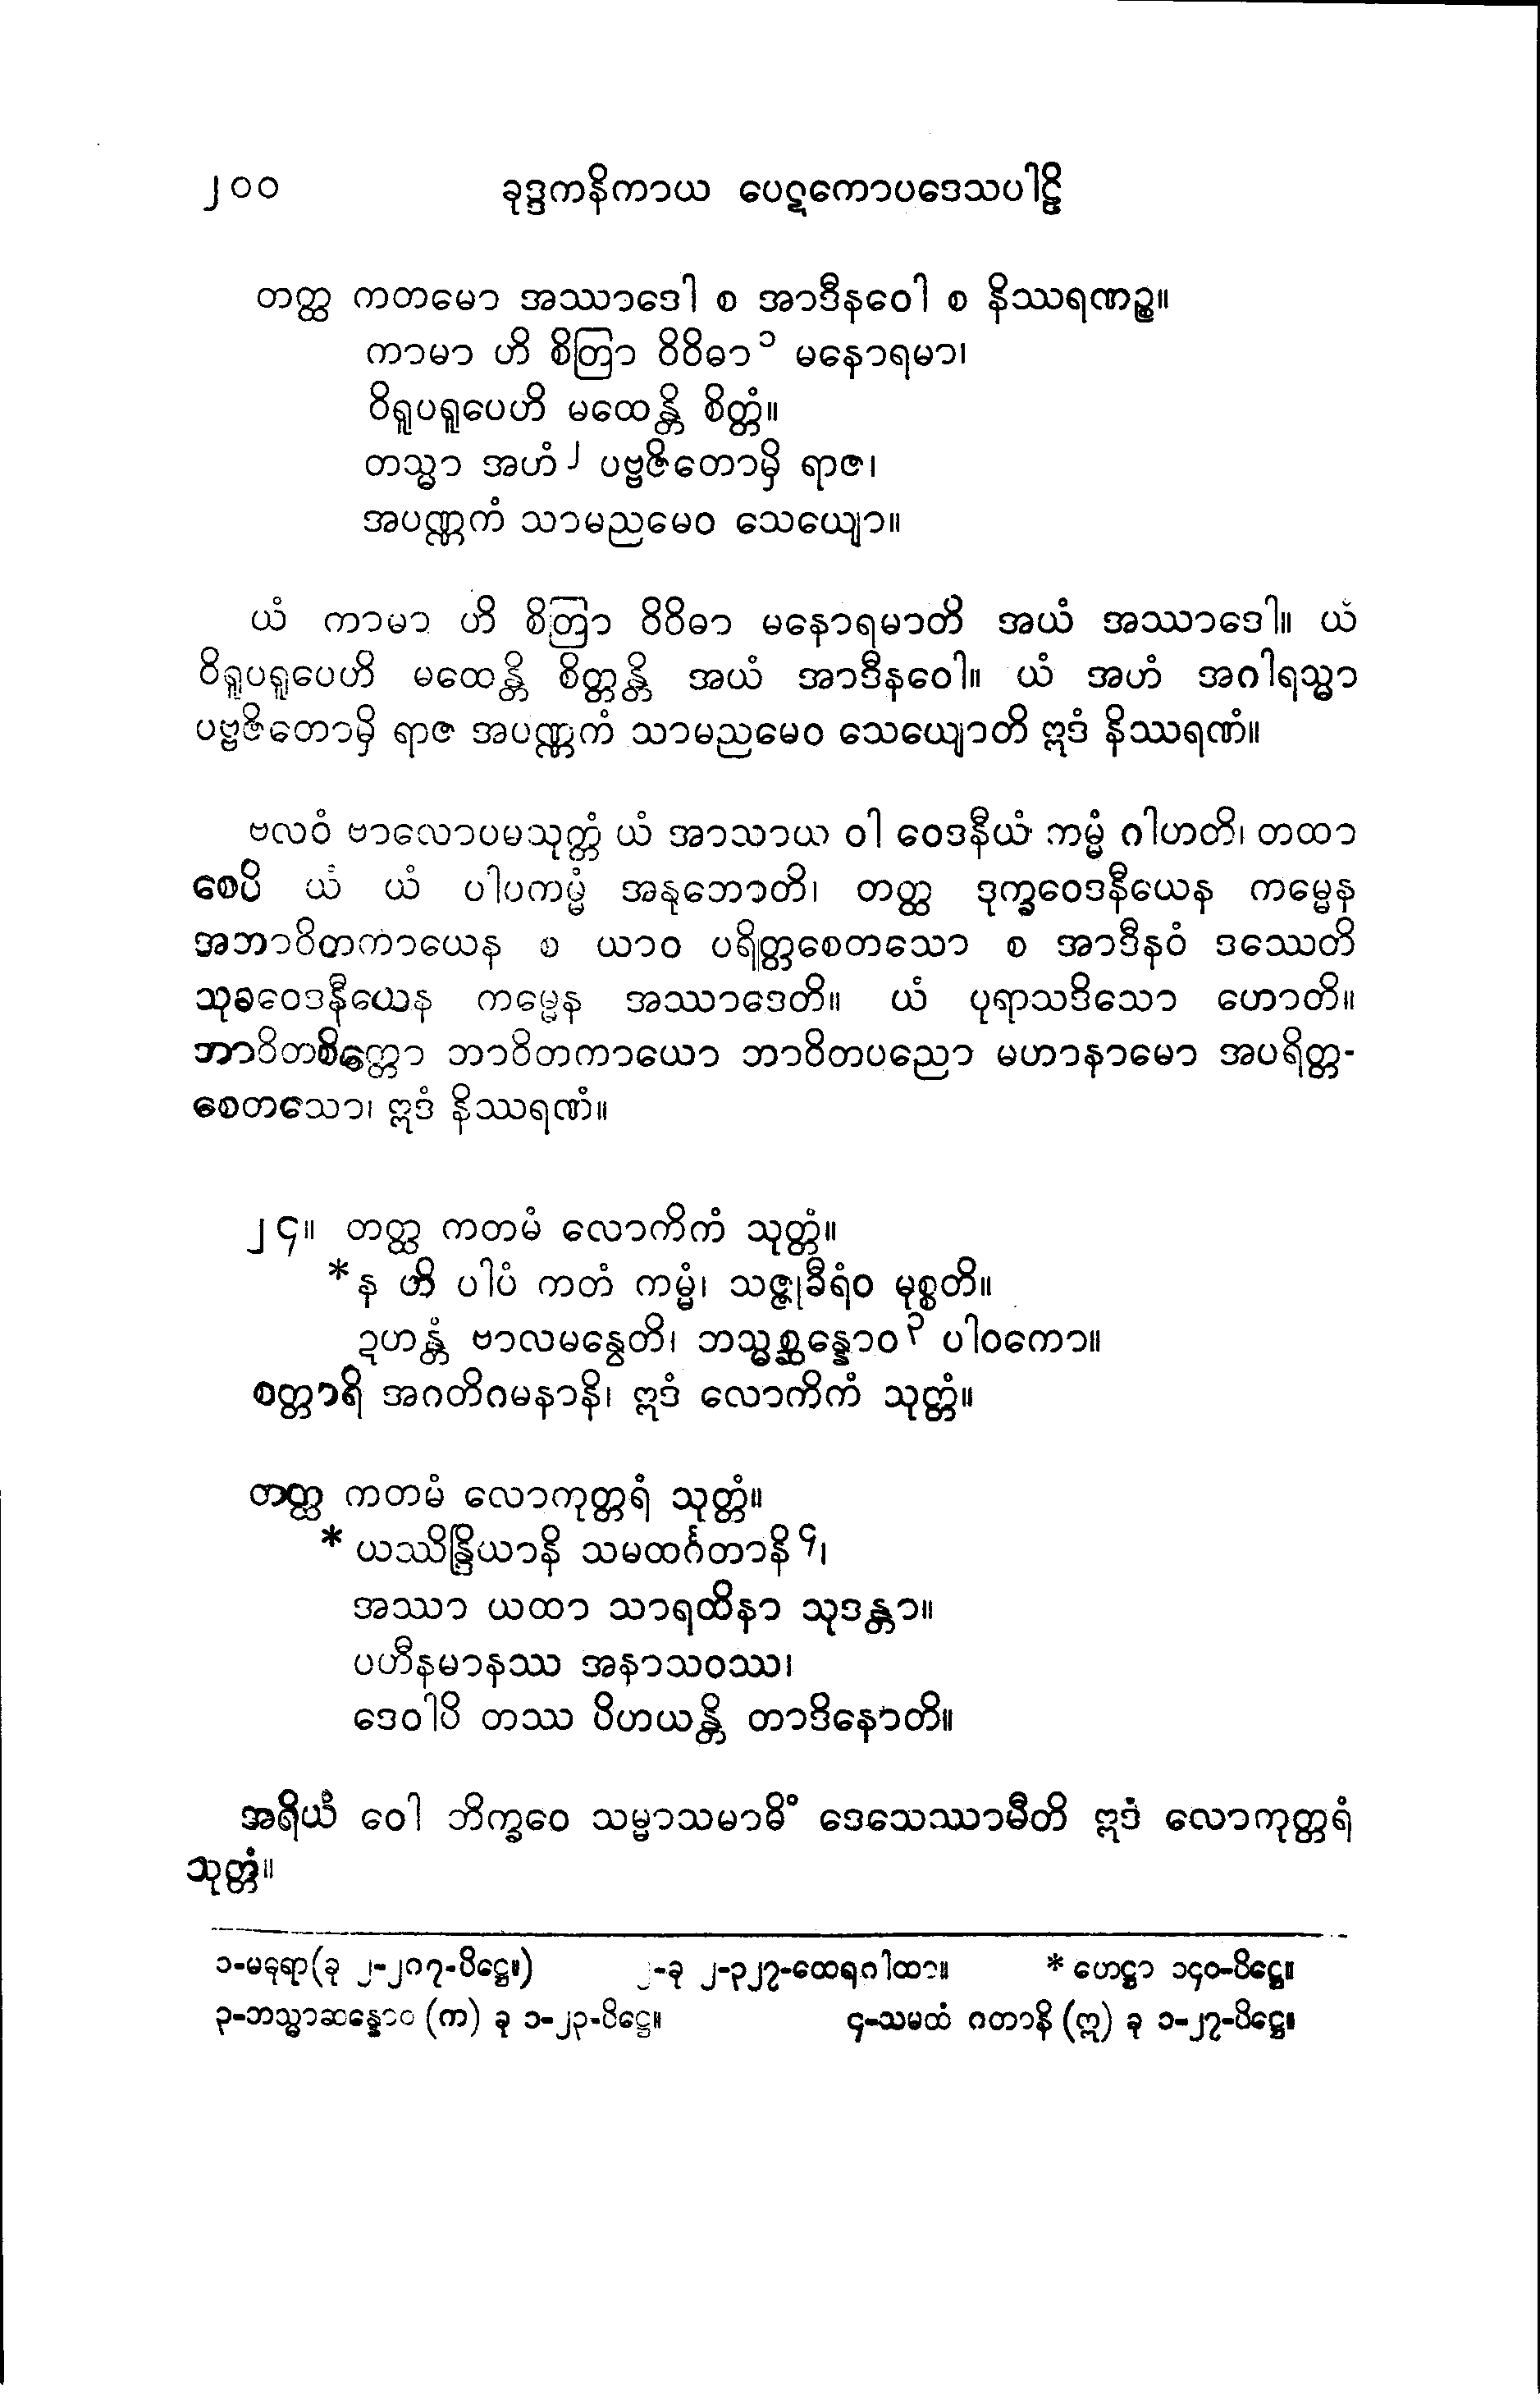 ၂၀၀ ခုဒ္ဒကနိကာယ ပေဋကောပဒေသပါဠိ
တတ္ထ ကတမော အဿာဒေါ စ အာဒီနဝေါ စ နိဿရဏဉ္စ။
ကာမာ ဟိ စိတြာ ဝိဝိဓာ၁ မနောရမာ၊
ဝိရူပရူပေဟိ မထေန္တိ စိတ္တံ။
တသ္မာ အဟံ၂ ပဗ္ဗဇိတောမှိ ရာဇ၊
အပဏ္ဏကံ သာမညမေဝ သေယျော။
ယံ ကာမာ ဟိ စိတြာ ဝိဝိဓာ မနောရမာတိ အယံ အဿာဒေါ။ ယံ
ဝိရူပရူပေဟိ မထေန္တိ စိတ္တန္တိ အယံ အာဒီနဝေါ။ ယံ အဟံ အဂါရသ္မာ
ပဗ္ဗဇိတောမှိ ရာဇ အပဏ္ဏကံ သာမညမေဝ သေယျောတိ ဣဒံ နိဿရဏံ။
ဗလဝံ ဗာလောပမသုတ္တံ ယံ အာသာယ ဝါ ဝေဒနီယံ ကမ္မံ ဂါဟတိ၊ တထာ
စေပိ ယံ ယံ ပါပကမ္မံ အနုဘောတိ၊ တတ္ထ ဒုက္ခဝေဒနီယေန ကမ္မေန
အဘာဝိတကာယေန စ ယာဝ ပရိတ္တစေတသော စ အာဒီနဝံ ဒဿေတိ
သုခဝေဒနီယေန ကမ္မေန အဿာဒေတိ။ ယံ ပုရာသဒိသော ဟောတိ။
ဘာဝိတစိတ္တော ဘာဝိတကာယော ဘာဝိတပညော မဟာနာမော အပရိတ္တ-
စေတသော၊ ဣဒံ နိဿရဏံ။
၂၄။ တတ္ထ ကတမံ လောကိကံ သုတ္တံ။
* န ဟိ ပါပံ ကတံ ကမ္မံ၊ သဇ္ဇုခီရံဝ မုစ္စတိ။
ဍဟန္တံ ဗာလမန္ဝေတိ၊ ဘသ္မစ္ဆန္နောဝ၃ ပါဝကော။
စတ္တာရိ အဂတိဂမနာနိ၊ ဣဒံ လောကိကံ သုတ္တံ။
တတ္ထ ကတမံ လောကုတ္တရံ သုတ္တံ။
* ယဿိန္ဒြိယာနိ သမထင်္ဂတာနိ၄၊
အဿာ ယထာ သာရထိနာ သုဒန္တာ။
ပဟီနမာနဿ အနာသဝဿ၊
ဒေဝါပိ တဿ ပိဟယန္တိ တာဒိနောတိ။
အရိယံ ဝေါ ဘိက္ခဝေ သမ္မာသမာဓိံ ဒေသေဿာမီတိ ဣဒံ လောကုတ္တရံ
သုတ္တံ။
၁-မဓုရာ(ခု ၂-၂၀၇-ပိဋ္ဌေ။) ၂-ခု ၂-၃၂၇-ထေရဂါထာ။ * ဟေဋ္ဌာ ၁၄၀-ပိဋ္ဌေ။
၃-ဘသ္မာဆန္နောဝ (က) ခု ၁-၂၃-ပိဋ္ဌေ။ ၄-သမထံ ဂတာနိ (ဣ) ခု ၁-၂၇-ပိဋ္ဌေ။